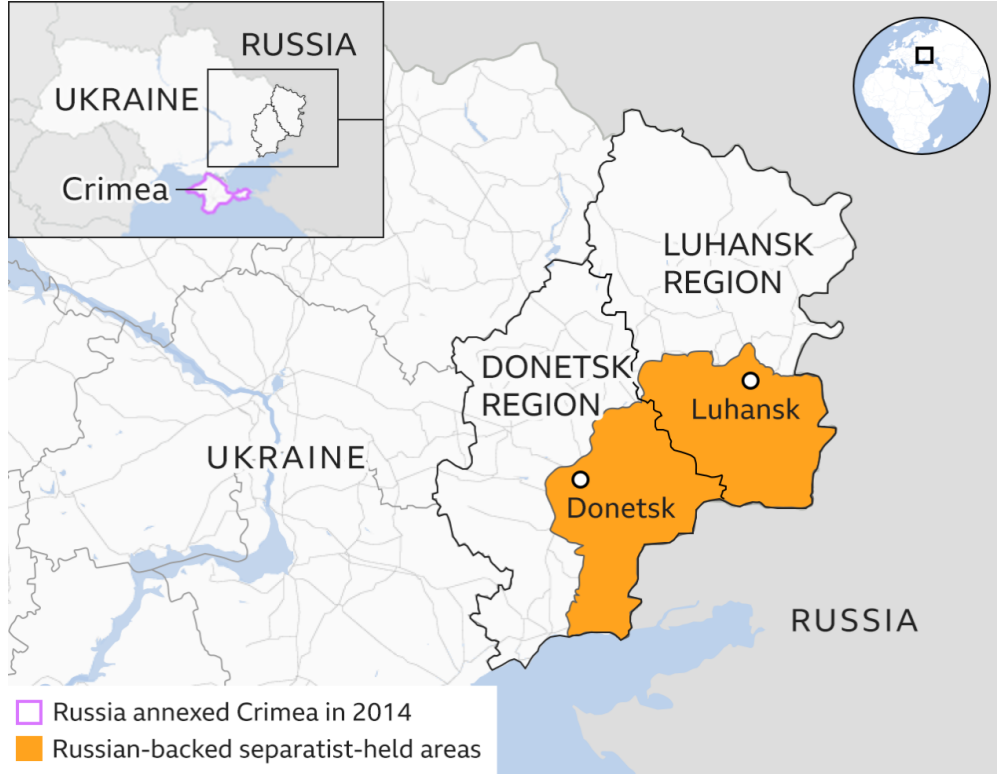 RUSSIA
UKRAINE
Crimea
LUHANSK
REGION
DONETSK
REGION
Luhansk
UKRAINE
Donetsk
RUSSIA
Russia annexed Crimea in 2014
Russian-backed separatist-held areas